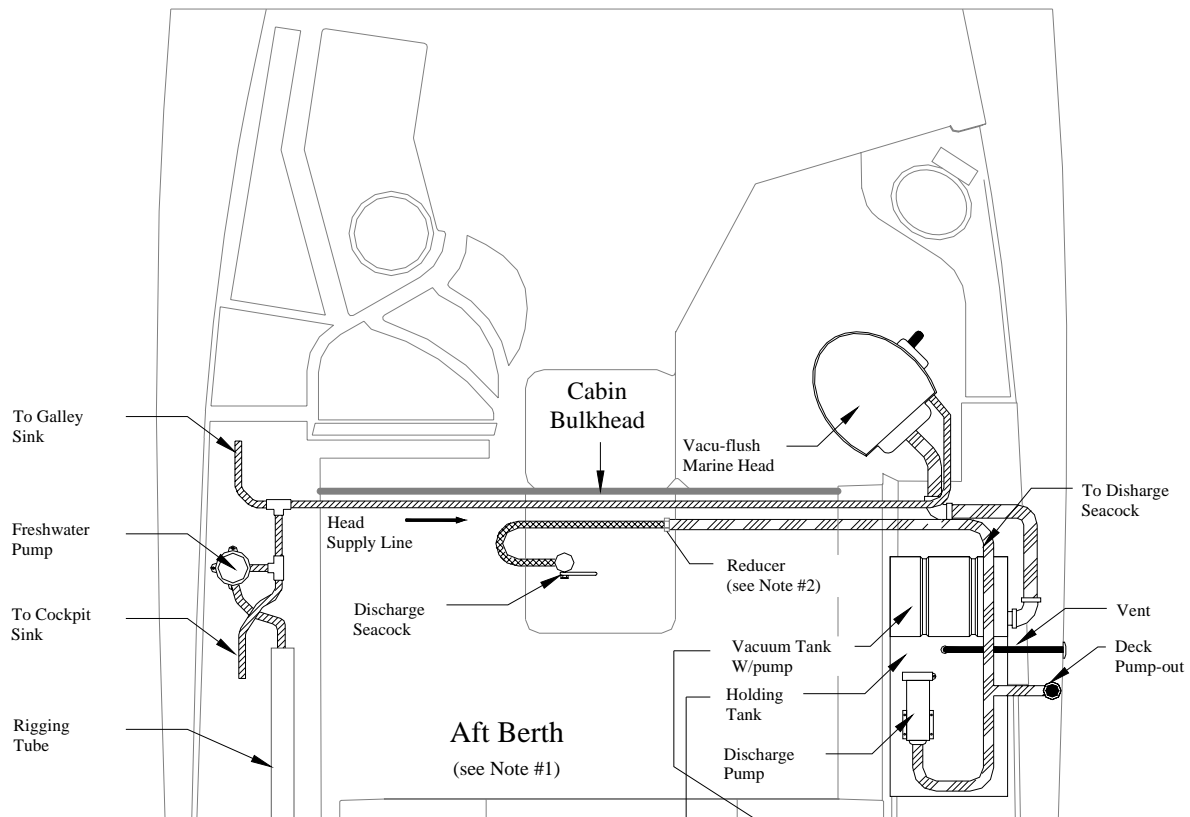 Cabin
Bulkhead
To Galley
Sink
Vacu-flush
Marine Head
To Disharge
Seacock
Freshwater
Pump
Head
Supply Line
Reducer
(see Note #2)
Discharge
Seacock
To Cockpit
Sink
Vent
Vacuum Tank
W/pump
Deck
Pump-out
Holding
Tank
Rigging
Tube
Aft Berth
(see Note #1)
Discharge
Pump